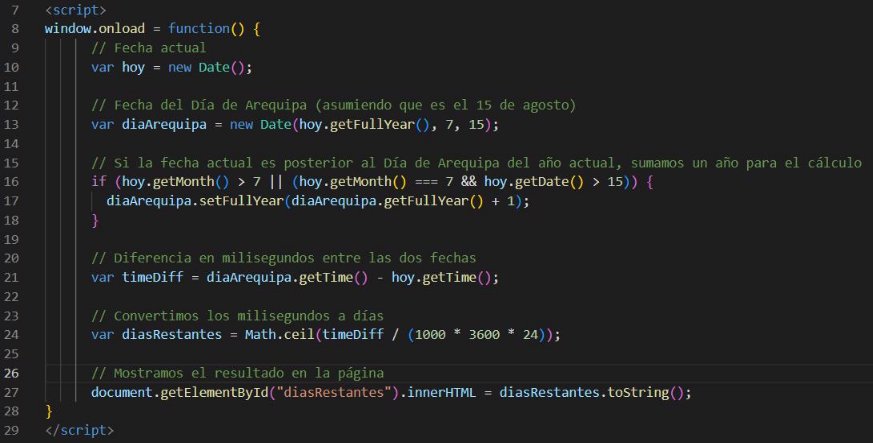 7 <script>
8 window.onload = function() {
9 // Fecha actual
10 var hoy = new Date();
11
12 // Fecha del Día de Arequipa (asumiendo que es el 15 de agosto)
13 var diaArequipa = new Date(hoy.getFullYear(), 7, 15);
14
15 // Si la fecha actual es posterior al Día de Arequipa del año actual, sumamos un año para el cálculo
16 if (hoy.getMonth() > 7 || (hoy.getMonth() === 7 && hoy.getDate() > 15)) {
17 diaArequipa.setFullYear(diaArequipa.getFullYear() + 1);
18 }
19
20 // Diferencia en milisegundos entre las dos fechas
21 var timeDiff = diaArequipa.getTime() - hoy.getTime();
22
23 // Convertimos los milisegundos a días
24 var diasRestantes = Math.ceil(timeDiff / (1000 * 3600 * 24));
25
26 // Mostramos el resultado en la página
27 document.getElementById("diasRestantes").innerHTML = diasRestantes.toString();
28 }
29 </script>